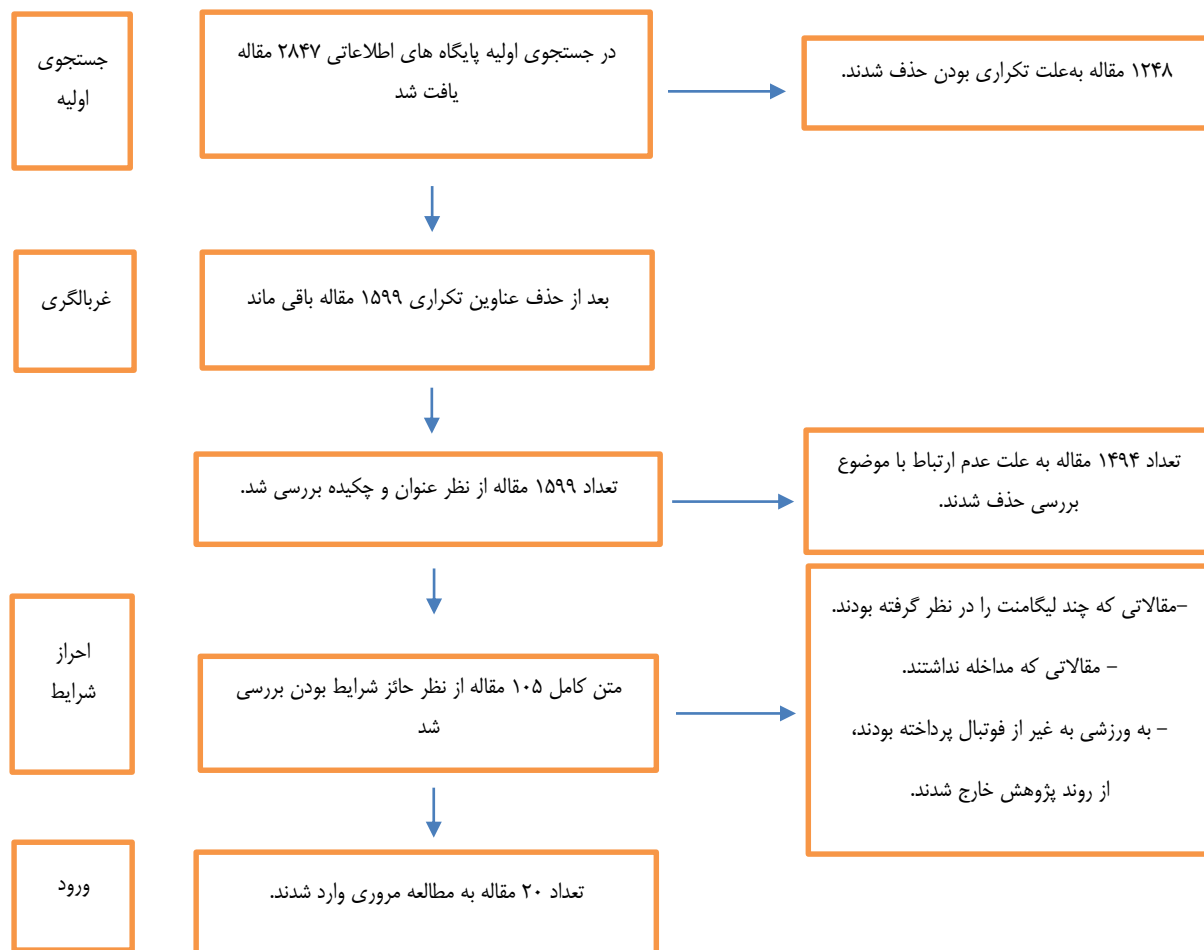 جستجوی
اولیه
در جستجوی اولیه پایگاه های اطلاعاتی ۲۸۴۷ مقاله
یافت شد
۱۲۴۸ مقاله به‌علت تکراری بودن حذف شدند.
غربالگری
بعد از حذف عناوین تکراری ۱۵۹۹ مقاله باقی ماند
تعداد ۱۵۹۹ مقاله از نظر عنوان و چکیده بررسی شد.
تعداد ۱۴۹۴ مقاله به علت عدم ارتباط با موضوع
بررسی حذف شدند.
احراز
شرایط
متن کامل ۱۰۵ مقاله از نظر حائز شرایط بودن بررسی
شد
-مقالاتی که چند لیگامنت را در نظر گرفته بودند.
- مقالاتی که مداخله نداشتند.
- به ورزشی به غیر از فوتبال پرداخته بودند،
از روند پژوهش خارج شدند.
ورود
تعداد ۲۰ مقاله به مطالعه مروری وارد شدند.